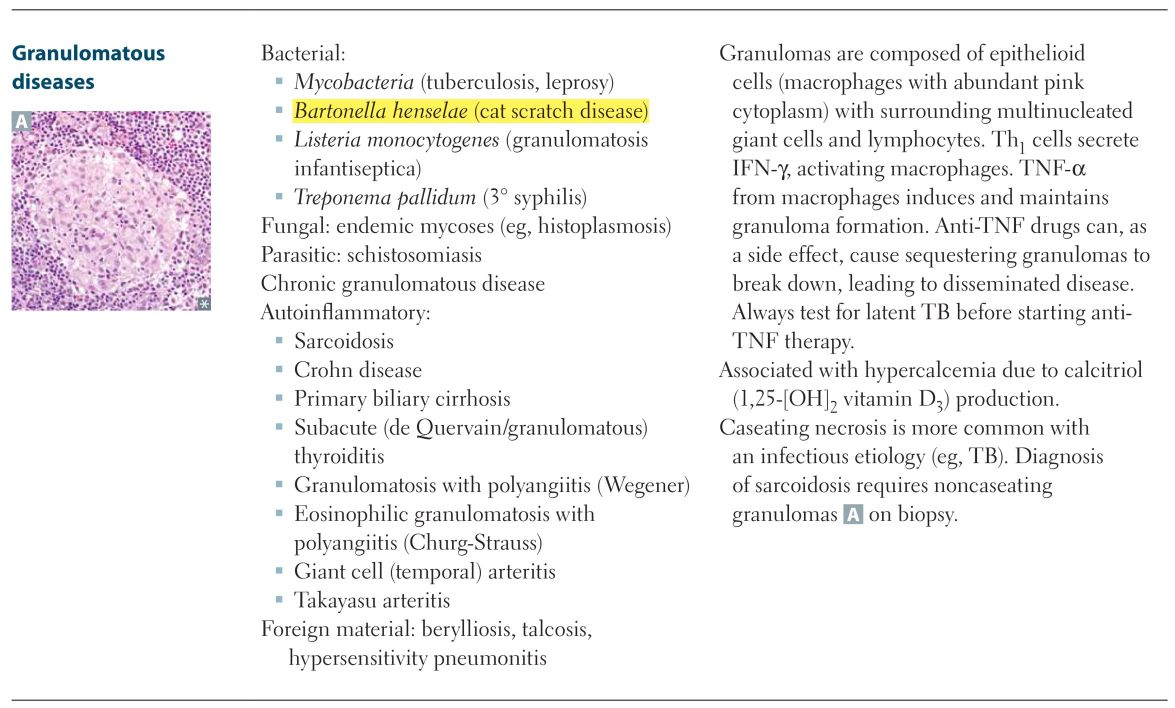 Granulomatous
diseases
A
Bacterial:
▪ Mycobacteria (tuberculosis, leprosy)
▪ Bartonella henselae (cat scratch disease)
▪ Listeria monocytogenes (granulomatosis
infantiseptica)
▪ Treponema pallidum (3° syphilis)
Fungal: endemic mycoses (eg, histoplasmosis)
Parasitic: schistosomiasis
Chronic granulomatous disease
Autoinflammatory:
▪ Sarcoidosis
▪ Crohn disease
▪ Primary biliary cirrhosis
▪ Subacute (de Quervain/granulomatous)
thyroiditis
▪ Granulomatosis with polyangiitis (Wegener)
▪ Eosinophilic granulomatosis with
polyangiitis (Churg-Strauss)
▪ Giant cell (temporal) arteritis
▪ Takayasu arteritis
Foreign material: berylliosis, talcosis,
hypersensitivity pneumonitis
Granulomas are composed of epithelioid
cells (macrophages with abundant pink
cytoplasm) with surrounding multinucleated
giant cells and lymphocytes. Th₁ cells secrete
IFN-γ, activating macrophages. TNF-α
from macrophages induces and maintains
granuloma formation. Anti-TNF drugs can, as
a side effect, cause sequestering granulomas to
break down, leading to disseminated disease.
Always test for latent TB before starting anti-
TNF therapy.
Associated with hypercalcemia due to calcitriol
(1,25-[OH]₂ vitamin D₃) production.
Caseating necrosis is more common with
an infectious etiology (eg, TB). Diagnosis
of sarcoidosis requires noncaseating
granulomas A on biopsy.